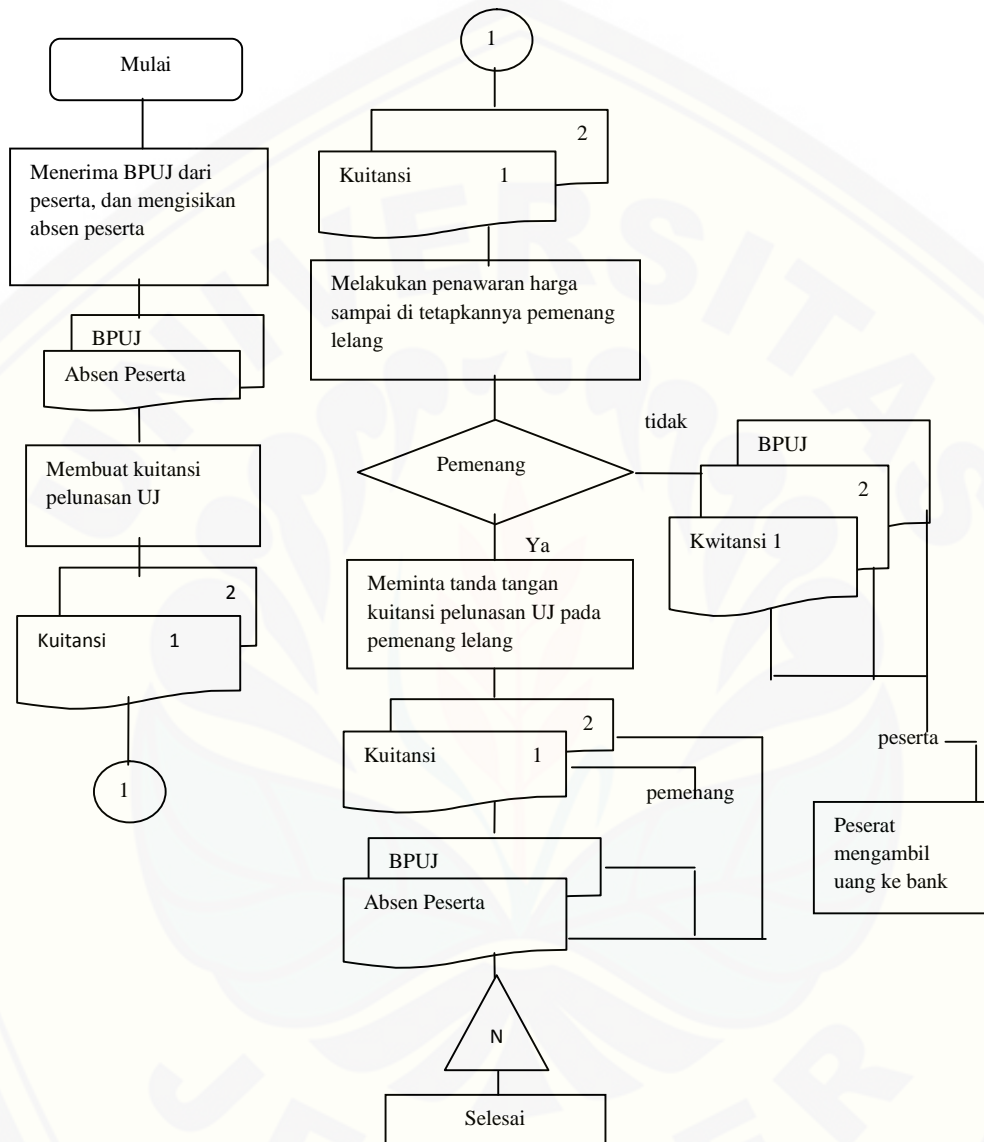 Mulai
Menerima BPUJ dari
peserta, dan mengisikan
absen peserta
BPUJ
Absen Peserta
Membuat kuitansi
pelunasan UJ
2
Kuitansi 1
1
1
2
Kuitansi 1
Melakukan penawaran harga
sampai di tetapkannya pemenang
lelang
Pemenang
tidak
BPUJ
2
Kwitansi 1
peserta
Peserat
mengambil
uang ke bank
Ya
Meminta tanda tangan
kuitansi pelunasan UJ pada
pemenang lelang
2
Kuitansi 1
pemenang
BPUJ
Absen Peserta
N
Selesai
UNIVERSITAS
JEMBER